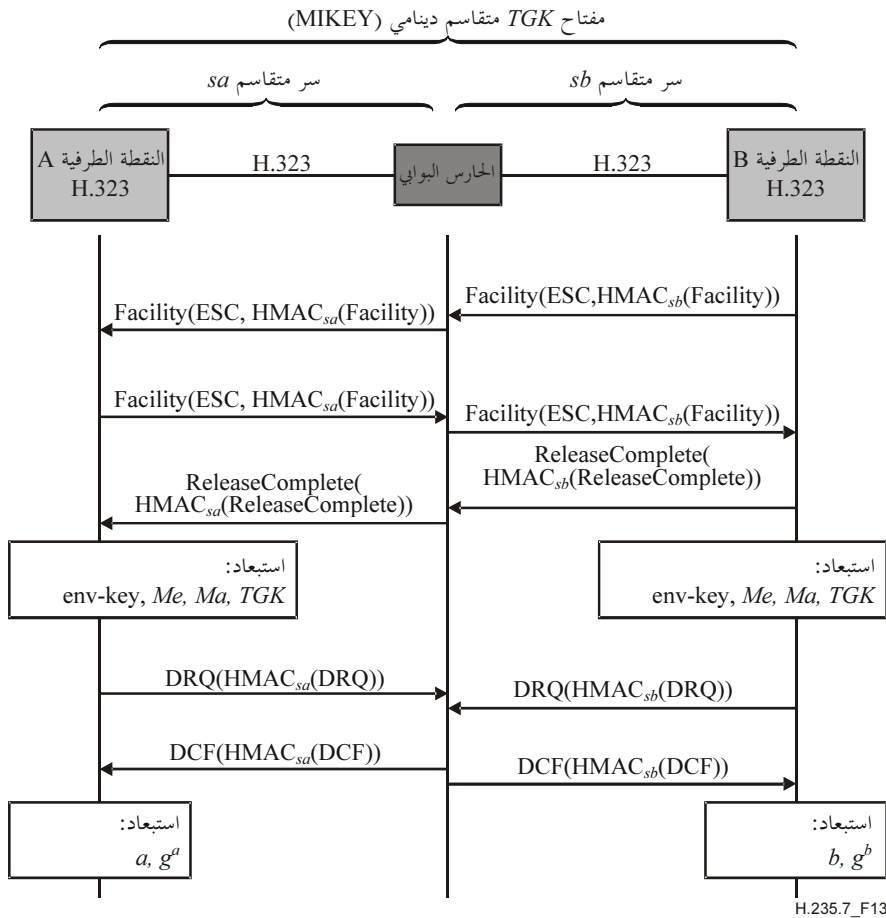 مفتاح TGK متقاسم دينامي (MIKEY)
سر متقاسم sa
سر متقاسم sb
النقطة الطرفية A
H.323
H.323
الحارس البوابي
H.323
النقطة الطرفية B
H.323
Facility(ESC,HMACsb(Facility))
Facility(ESC, HMACsa(Facility))
Facility(ESC, HMACsa(Facility))
Facility(ESC,HMACsb(Facility))
ReleaseComplete(
HMACsb(ReleaseComplete))
ReleaseComplete(
HMACsa(ReleaseComplete))
استبعاد:
env-key, Me, Ma, TGK
استبعاد:
env-key, Me, Ma, TGK
DRQ(HMACsa(DRQ))
DRQ(HMACsb(DRQ))
DCF(HMACsa(DCF))
DCF(HMACsb(DCF))
استبعاد:
a, g^a
استبعاد:
b, g^b
H.235.7_F13